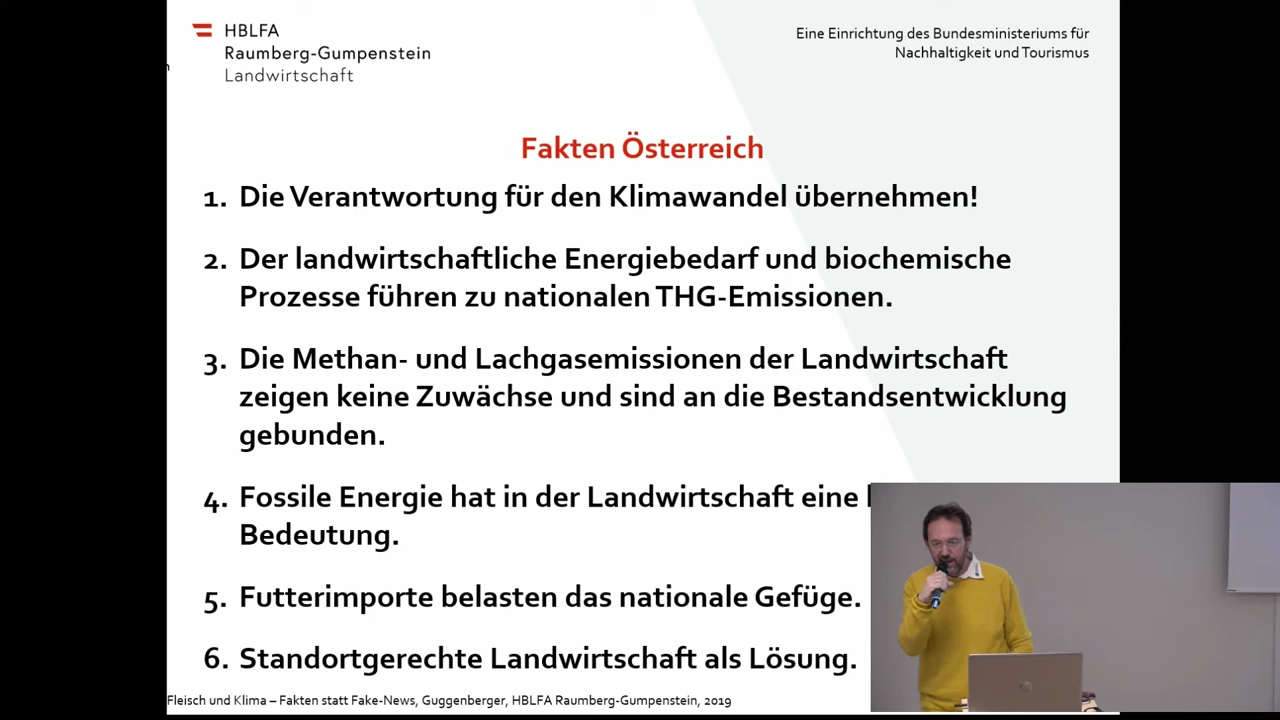 HBLFA
Raumberg-Gumpenstein
Landwirtschaft
Eine Einrichtung des Bundesministeriums für
Nachhaltigkeit und Tourismus
Fakten Österreich
1. Die Verantwortung für den Klimawandel übernehmen!
2. Der landwirtschaftliche Energiebedarf und biochemische
Prozesse führen zu nationalen THG-Emissionen.
3. Die Methan- und Lachgasemissionen der Landwirtschaft
zeigen keine Zuwächse und sind an die Bestandsentwicklung
gebunden.
4. Fossile Energie hat in der Landwirtschaft eine
Bedeutung.
5. Futterimporte belasten das nationale Gefüge.
6. Standortgerechte Landwirtschaft als Lösung.
Fleisch und Klima – Fakten statt Fake-News, Guggenberger, HBLFA Raumberg-Gumpenstein, 2019